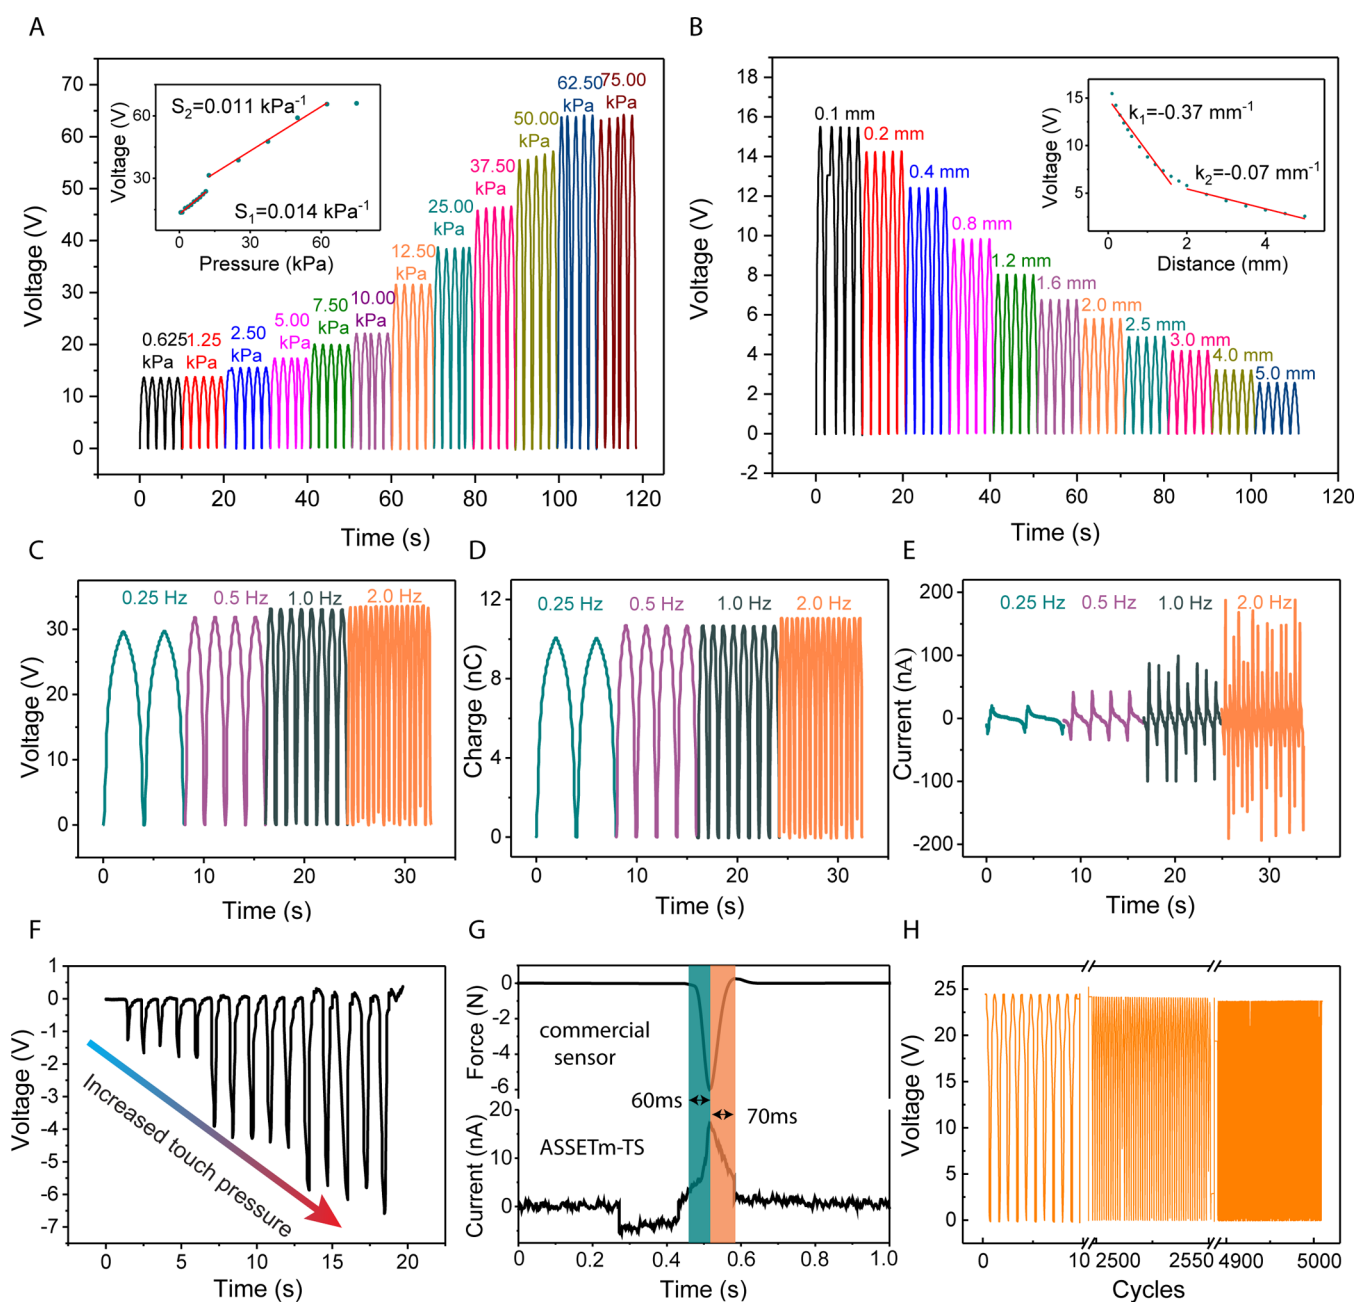 A
70
60
50
40
30
20
10
0
Voltage (V)
0
20
40
60
80
100
120
Time (s)
0.625
kPa
1.25
kPa
2.50
kPa
5.00
kPa
7.50
kPa
10.00
kPa
12.50
kPa
25.00
kPa
37.50
kPa
50.00
kPa
62.50
kPa
75.00
kPa
S2=0.011 kPa-1
S1=0.014 kPa-1
60
30
Voltage (V)
0
30
60
Pressure (kPa)
B
18
16
14
12
10
8
6
4
2
0
-2
Voltage (V)
0
20
40
60
80
100
120
Time (s)
0.1 mm
0.2 mm
0.4 mm
0.8 mm
1.2 mm
1.6 mm
2.0 mm
2.5 mm
3.0 mm
4.0 mm
5.0 mm
k1=-0.37 mm-1
k2=-0.07 mm-1
15
10
5
Voltage (V)
0
2
4
Distance (mm)
C
0.25 Hz
0.5 Hz
1.0 Hz
2.0 Hz
30
20
10
0
Voltage (V)
0
10
20
30
Time (s)
D
0.25 Hz
0.5 Hz
1.0 Hz
2.0 Hz
12
8
4
0
Charge (nC)
0
10
20
30
Time (s)
E
0.25 Hz
0.5 Hz
1.0 Hz
2.0 Hz
200
100
0
-100
-200
Current (nA)
0
10
20
30
Time (s)
F
1
0
-1
-2
-3
-4
-5
-6
-7
Voltage (V)
Increased touch pressure
0
5
10
15
20
Time (s)
G
0
-2
-4
-6
Force (N)
commercial
sensor
60ms
70ms
ASSETm-TS
20
10
0
Current (nA)
0.0
0.2
0.4
0.6
0.8
1.0
Time (s)
H
25
20
15
10
5
0
Voltage (V)
0
10
2500
2550
4900
5000
Cycles